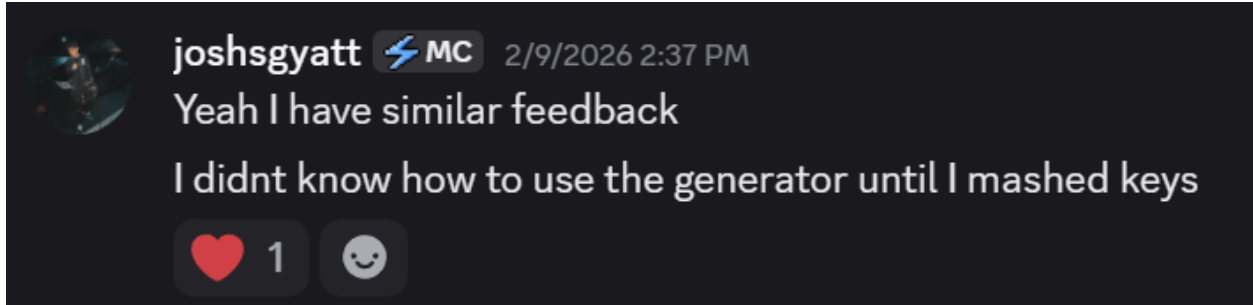 joshsgyatt MC 2/9/2026 2:37 PM
Yeah I have similar feedback
I didnt know how to use the generator until I mashed keys
1